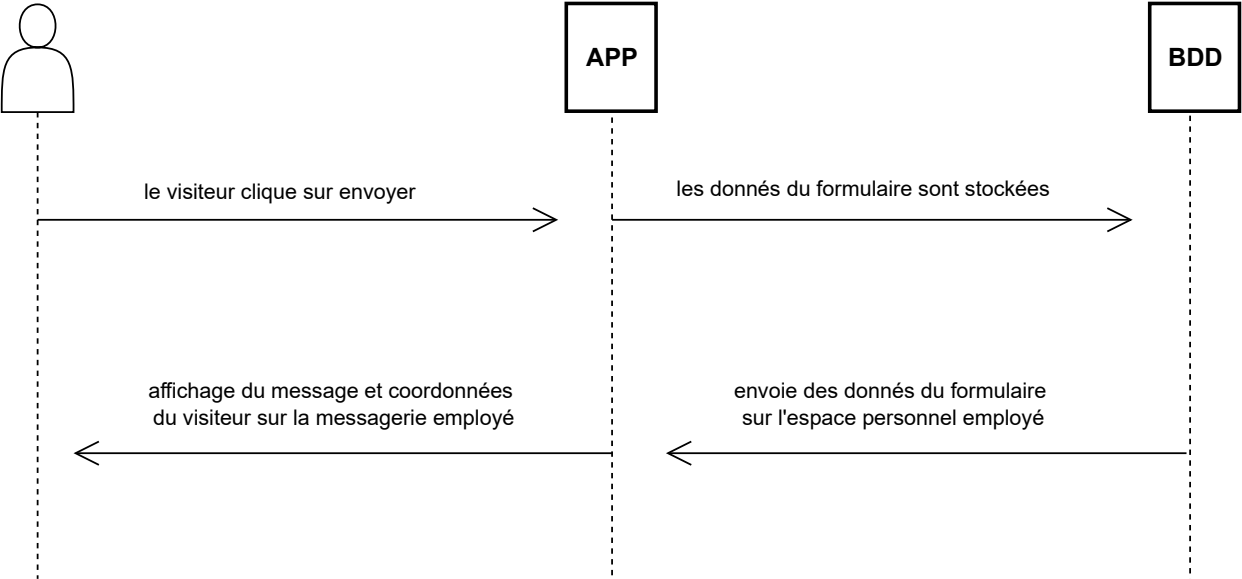 APP
BDD
le visiteur clique sur envoyer
les donnés du formulaire sont stockées
affichage du message et coordonnées
du visiteur sur la messagerie employé
envoie des donnés du formulaire
sur l'espace personnel employé